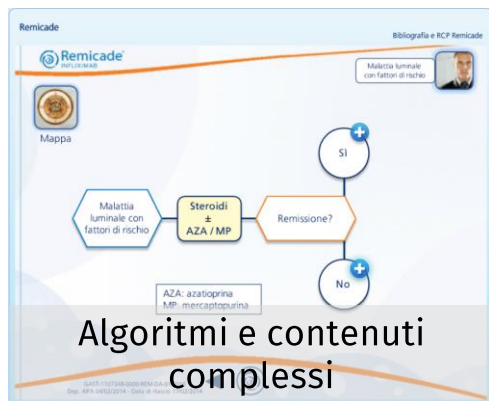 Remicade
Bibliografia e RCP Remicade
Remicade
INFLIXIMAB
Malattia luminale
con fattori di rischio
Mappa
Sì
Malattia
luminale con
fattori di rischio
Steroidi
±
AZA / MP
Remissione?
No
AZA: azatioprina
MP: mercaptopurina
Algoritmi e contenuti
complessi